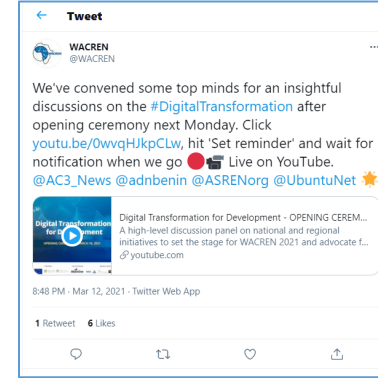 Tweet
WACREN
@WACREN
We've convened some top minds for an insightful
discussions on the #DigitalTransformation after
opening ceremony next Monday. Click
youtu.be/0wvqHJkpCLw, hit 'Set reminder' and wait for
notification when we go 🔴📹 Live on YouTube.
@AC3_News @adnbenin @ASRENorg @UbuntuNet 🌟
Digital Transformation
for Development
Digital Transformation for Development - OPENING CEREM...
A high-level discussion panel on national and regional
initiatives to set the stage for WACREN 2021 and advocate f...
youtube.com
8:48 PM · Mar 12, 2021 · Twitter Web App
1 Retweet 6 Likes